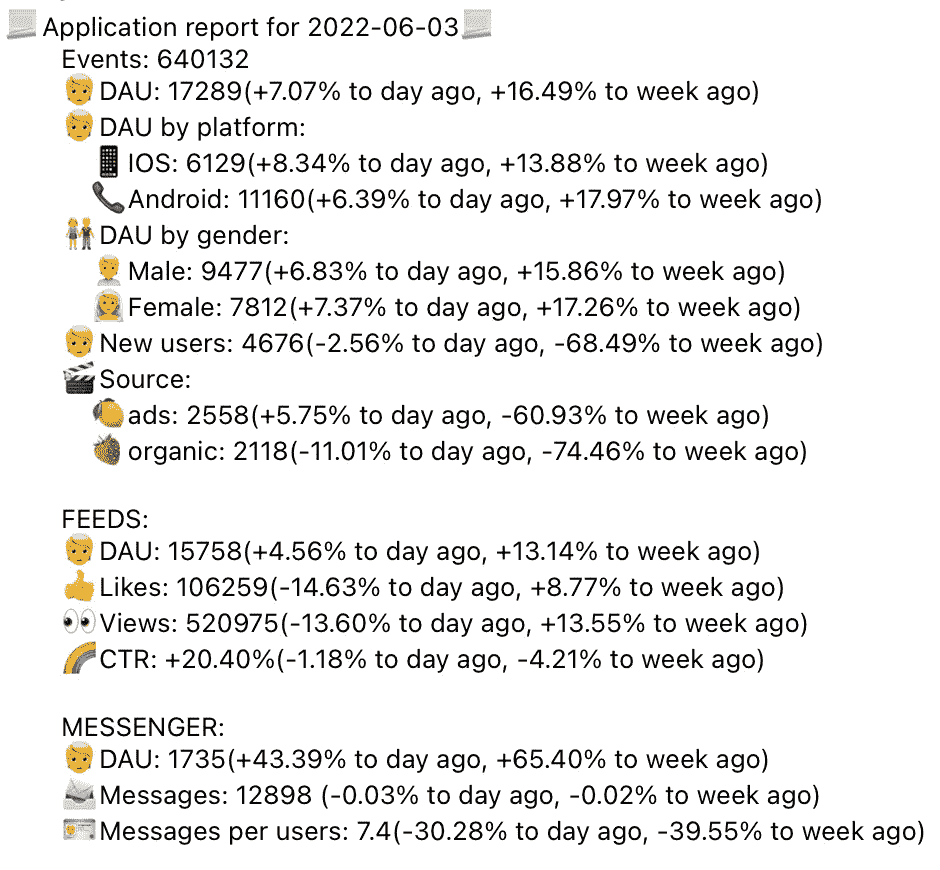 Application report for 2022-06-03
Events: 640132
DAU: 17289(+7.07% to day ago, +16.49% to week ago)
DAU by platform:
IOS: 6129(+8.34% to day ago, +13.88% to week ago)
Android: 11160(+6.39% to day ago, +17.97% to week ago)
DAU by gender:
Male: 9477(+6.83% to day ago, +15.86% to week ago)
Female: 7812(+7.37% to day ago, +17.26% to week ago)
New users: 4676(-2.56% to day ago, -68.49% to week ago)
Source:
ads: 2558(+5.75% to day ago, -60.93% to week ago)
organic: 2118(-11.01% to day ago, -74.46% to week ago)
FEEDS:
DAU: 15758(+4.56% to day ago, +13.14% to week ago)
Likes: 106259(-14.63% to day ago, +8.77% to week ago)
Views: 520975(-13.60% to day ago, +13.55% to week ago)
CTR: +20.40%(-1.18% to day ago, -4.21% to week ago)
MESSENGER:
DAU: 1735(+43.39% to day ago, +65.40% to week ago)
Messages: 12898 (-0.03% to day ago, -0.02% to week ago)
Messages per users: 7.4(-30.28% to day ago, -39.55% to week ago)